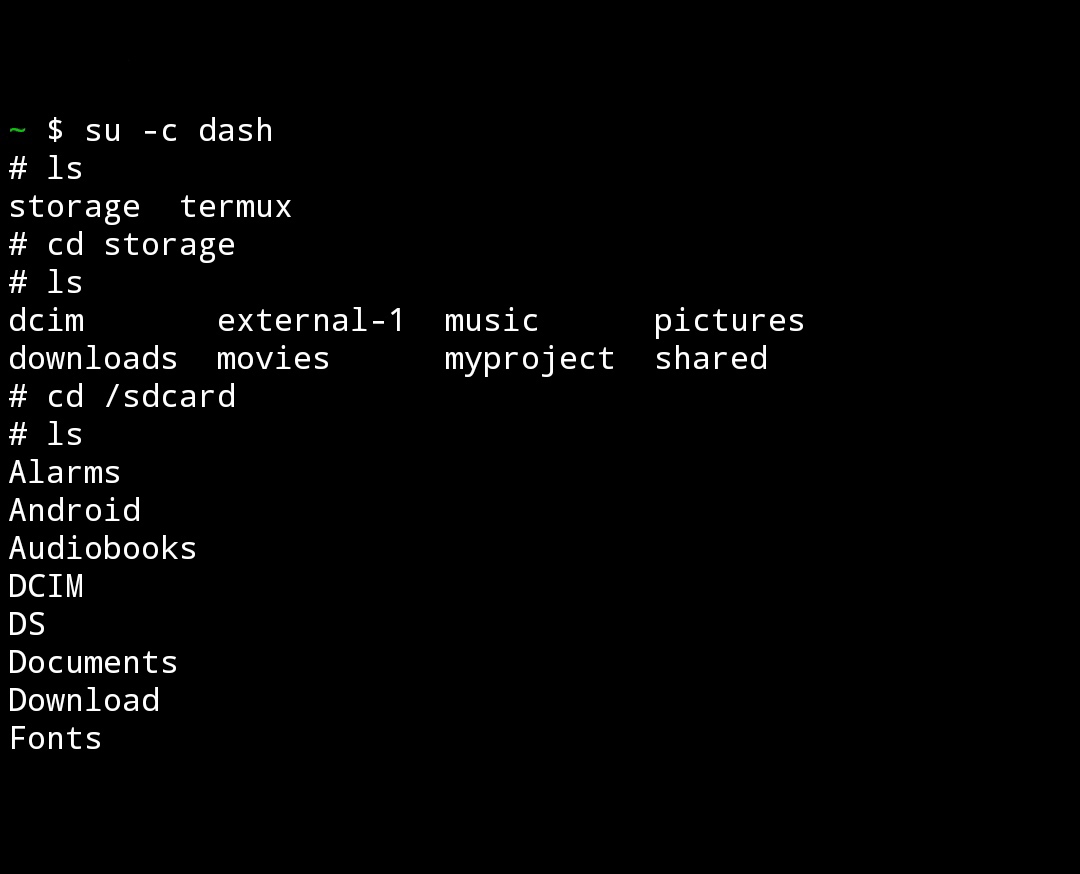 ~ $ su -c dash
# ls
storage  termux
# cd storage
# ls
dcim       external-1  music      pictures
downloads  movies      myproject  shared
# cd /sdcard
# ls
Alarms
Android
Audiobooks
DCIM
DS
Documents
Download
Fonts